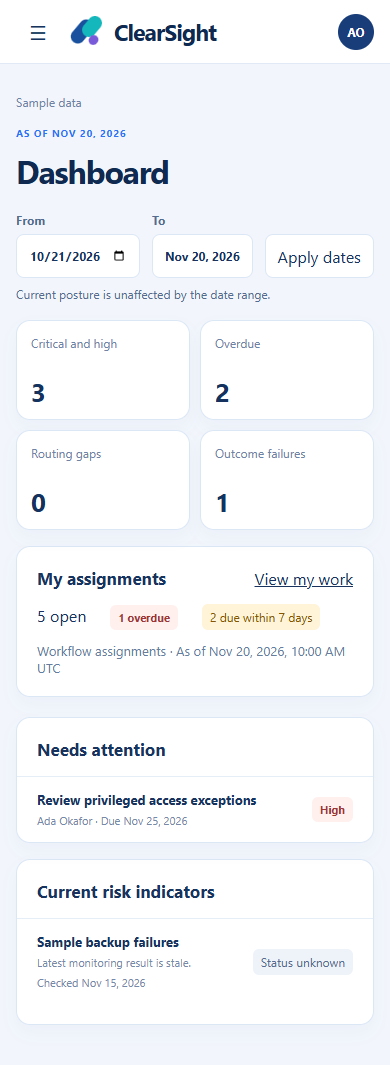 ClearSight
AO
Sample data
AS OF NOV 20, 2026
Dashboard
From
To
10/21/2026
Nov 20, 2026
Apply dates
Current posture is unaffected by the date range.
Critical and high
Overdue
3
2
Routing gaps
Outcome failures
0
1
My assignments
View my work
5 open
1 overdue
2 due within 7 days
Workflow assignments · As of Nov 20, 2026, 10:00 AM
UTC
Needs attention
Review privileged access exceptions
Ada Okafor · Due Nov 25, 2026
High
Current risk indicators
Sample backup failures
Latest monitoring result is stale.
Checked Nov 15, 2026
Status unknown